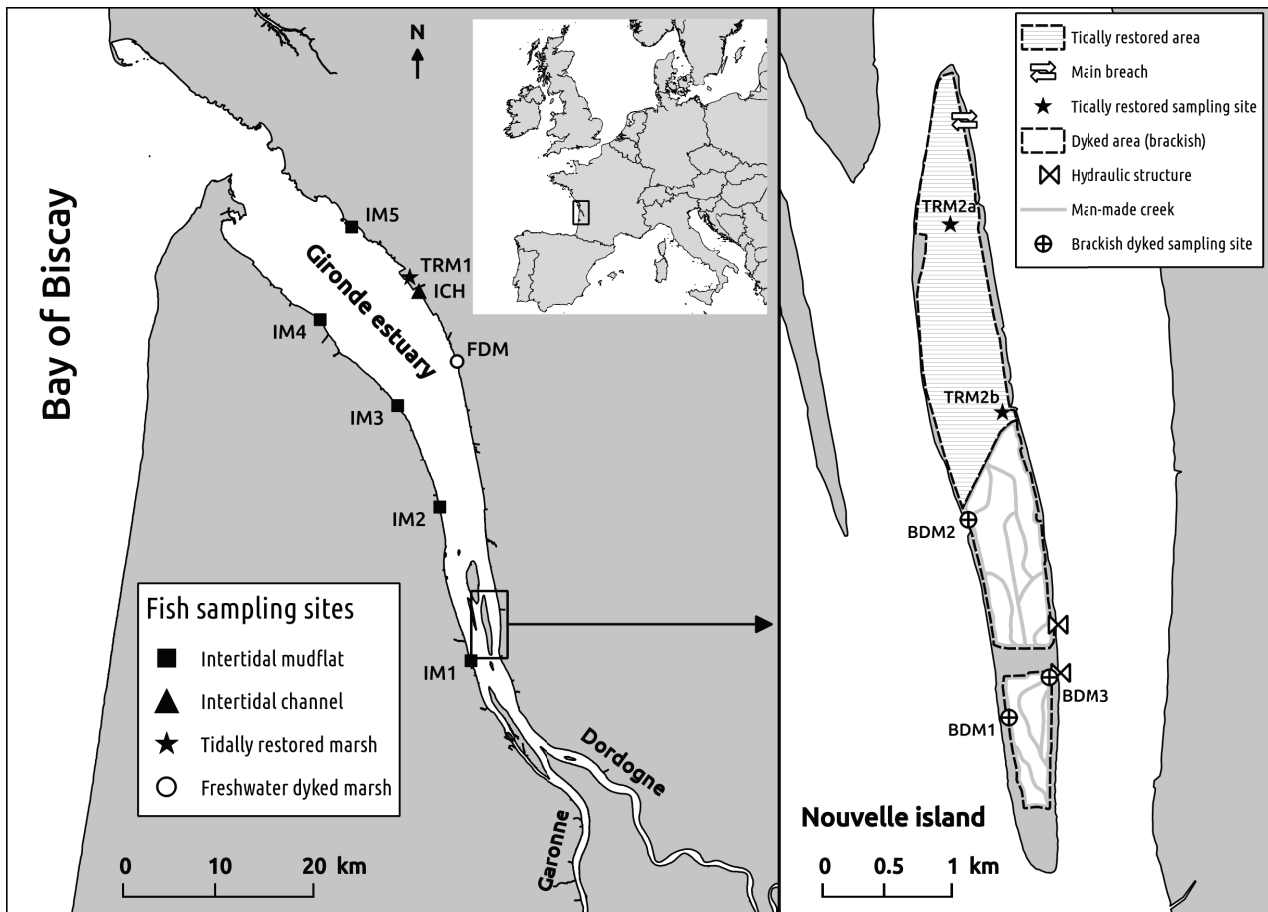 N
Bay of Biscay
Gironde estuary
IM5
TRM1
ICH
IM4
FDM
IM3
IM2
IM1
Dordogne
Garonne
Fish sampling sites
Intertidal mudflat
Intertidal channel
Tidally restored marsh
Freshwater dyked marsh
0 10 20 km
Tically restored area
Main breach
Tically restored sampling site
Dyked area (brackish)
Hydraulic structure
Man-made creek
Brackish dyked sampling site
TRM2a
TRM2b
BDM2
BDM3
BDM1
Nouvelle island
0 0.5 1 km